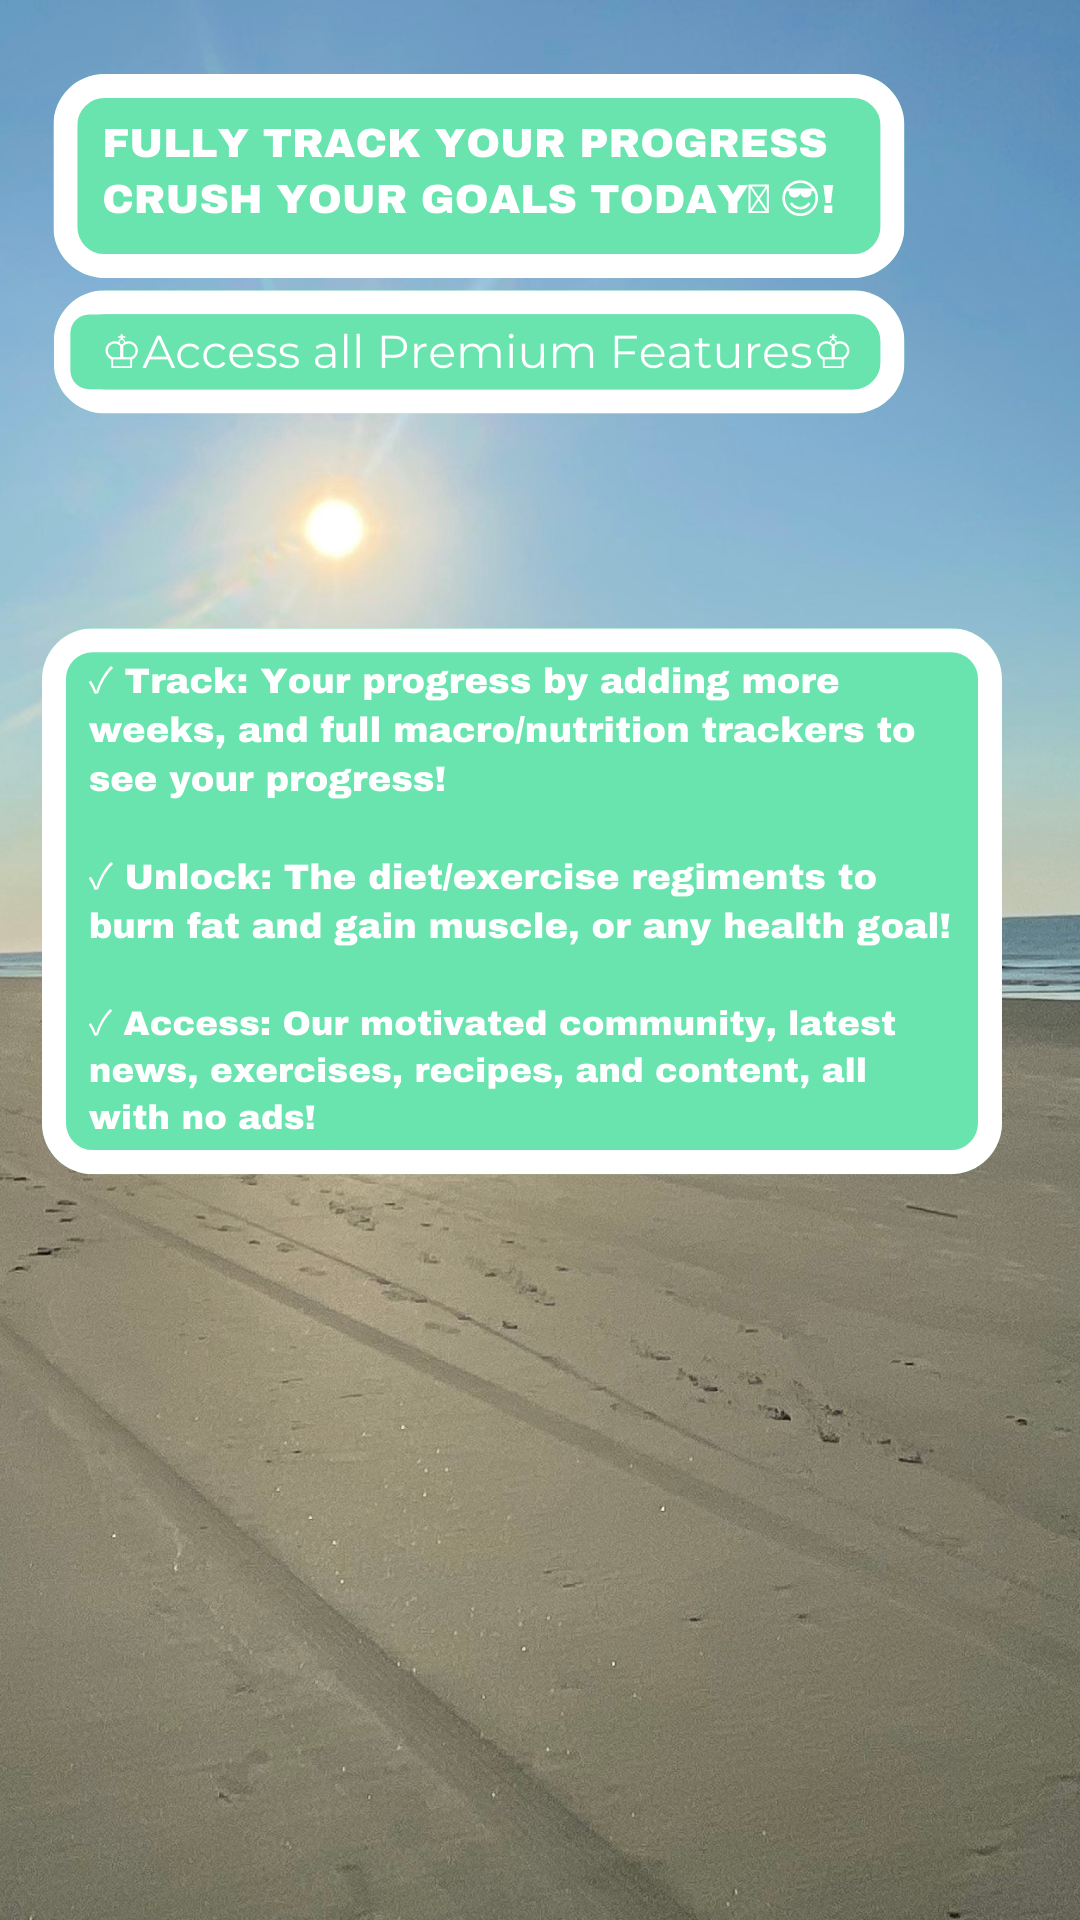 FULLY TRACK YOUR PROGRESS
CRUSH YOUR GOALS TODAY 😎!
♔Access all Premium Features♔
✓ Track: Your progress by adding more
weeks, and full macro/nutrition trackers to
see your progress!
✓ Unlock: The diet/exercise regiments to
burn fat and gain muscle, or any health goal!
✓ Access: Our motivated community, latest
news, exercises, recipes, and content, all
with no ads!